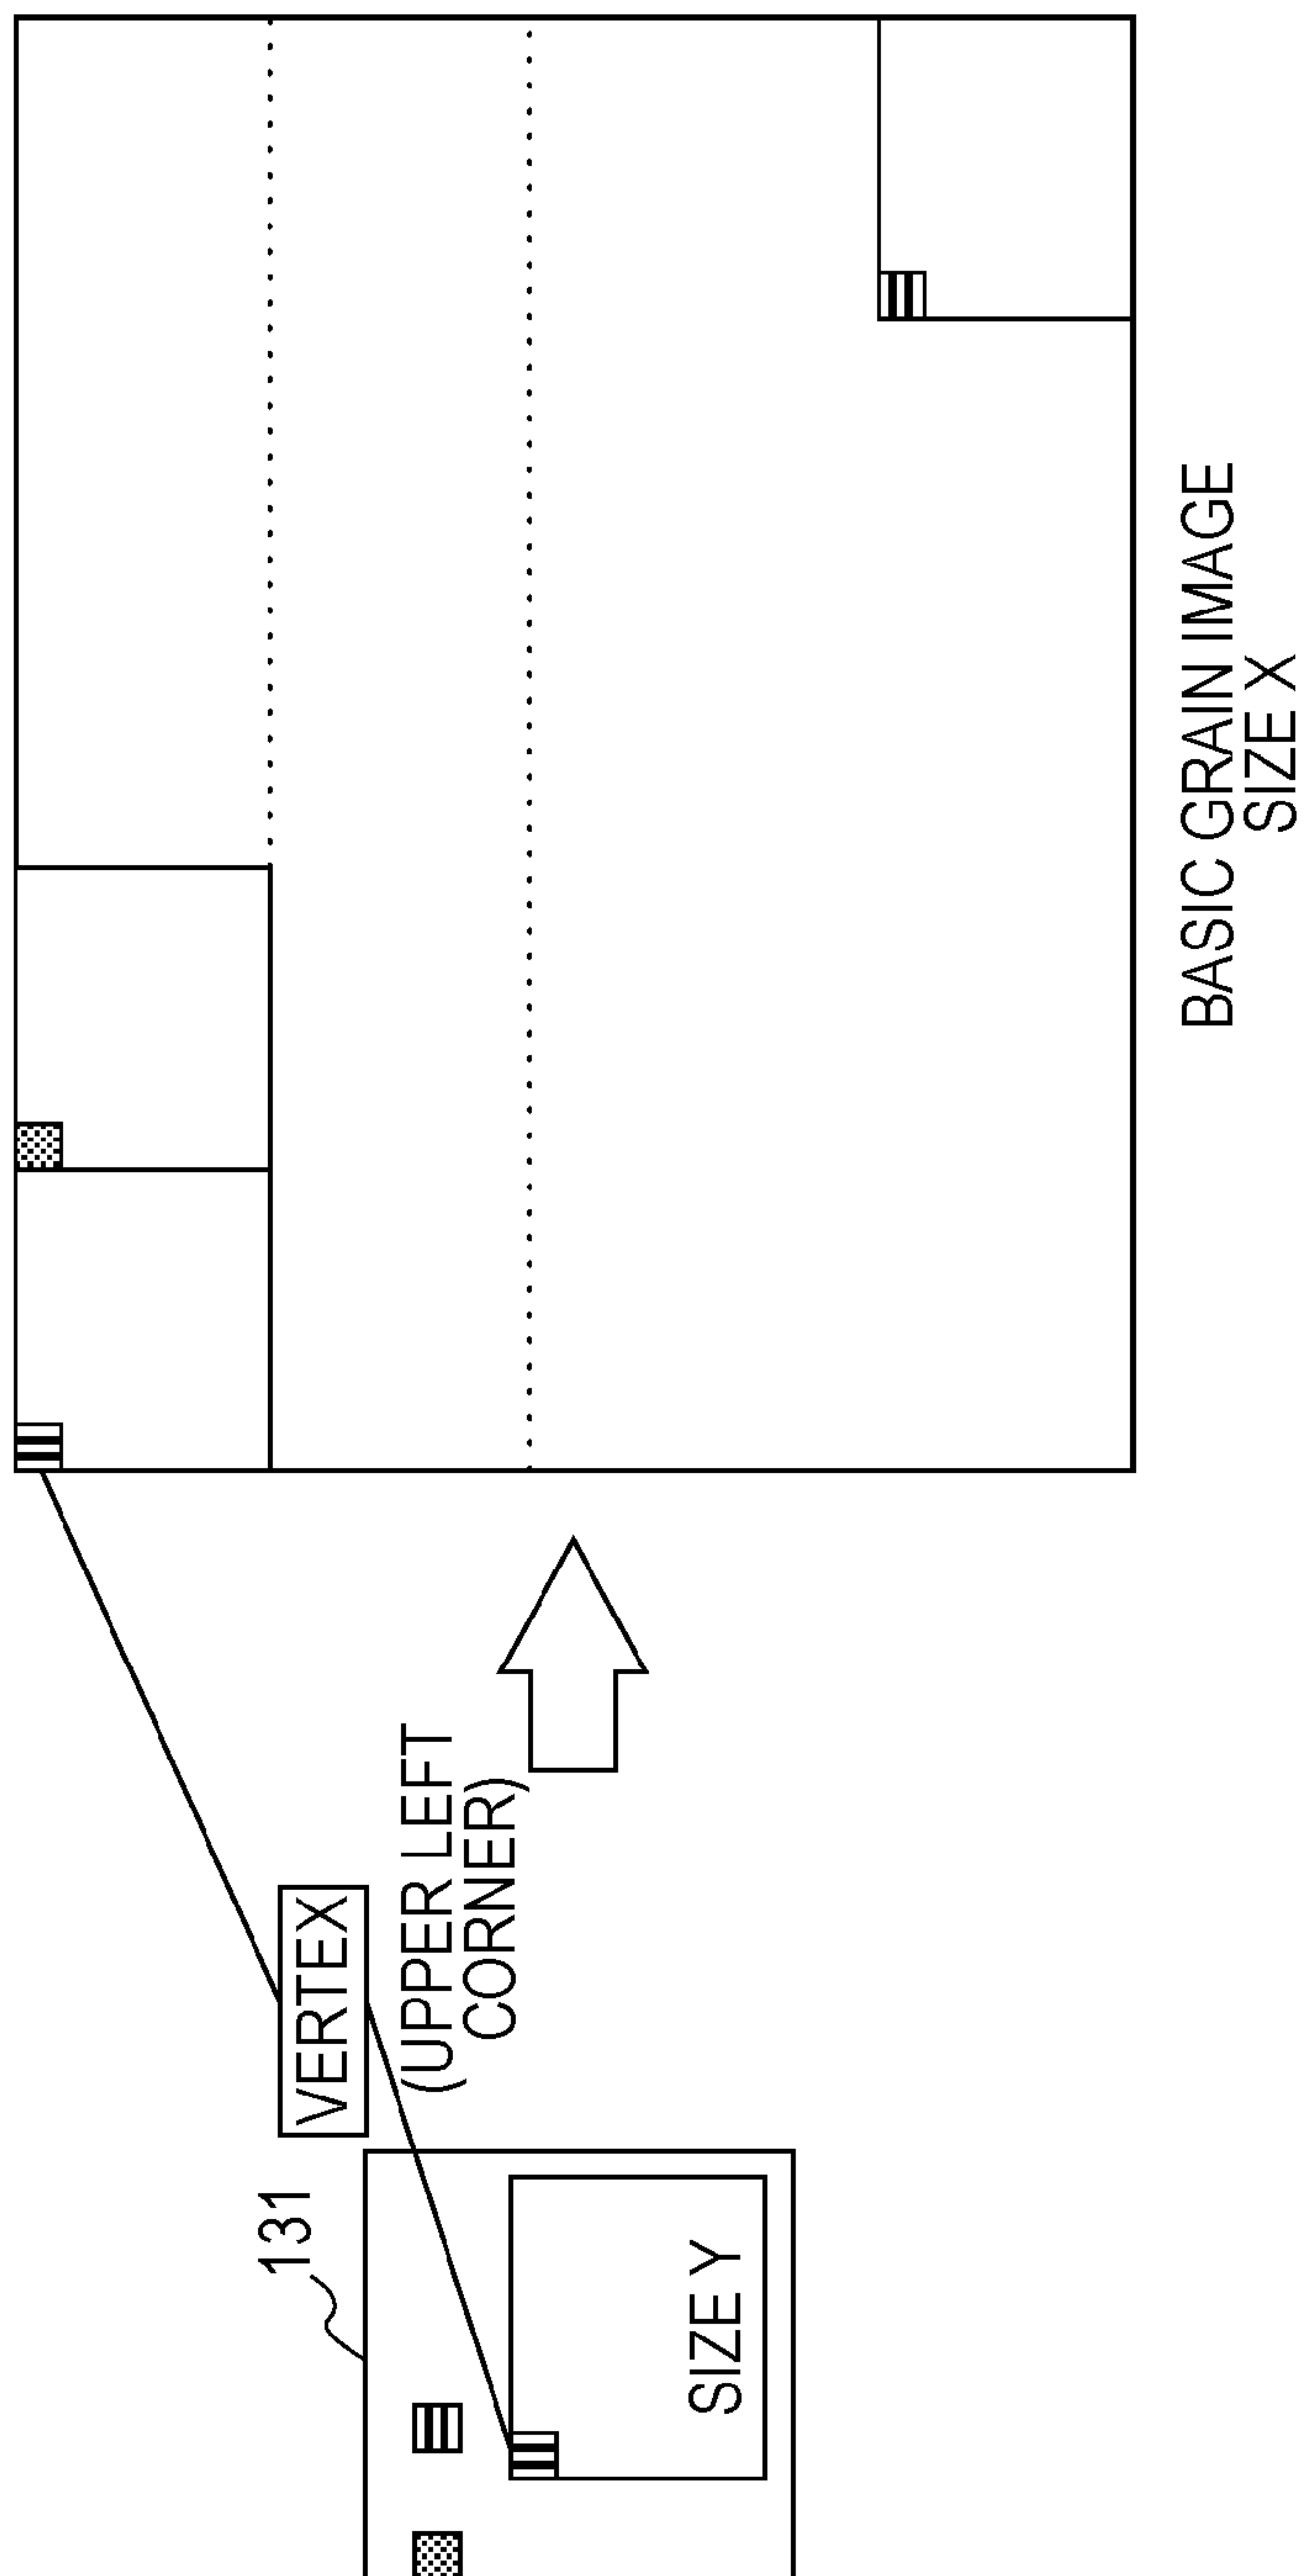 131
VERTEX
(UPPER LEFT
CORNER)
SIZE Y
BASIC GRAIN IMAGE
SIZE X